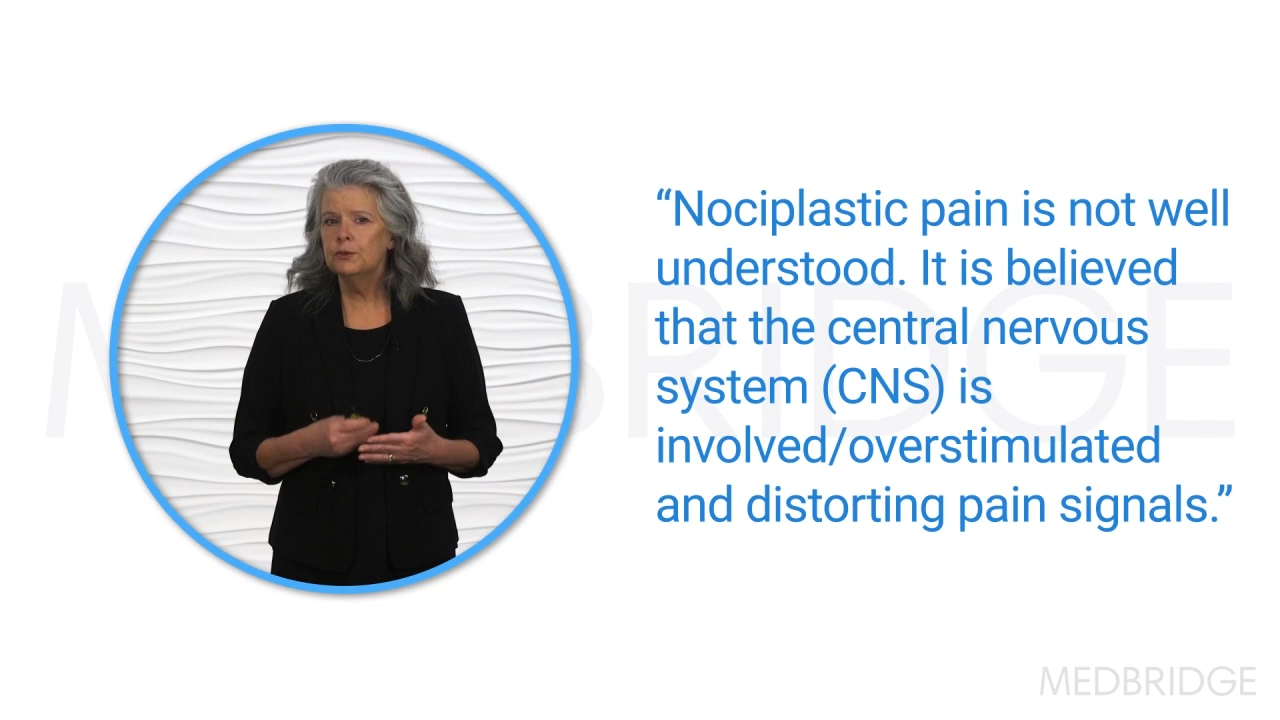 “Nociplastic pain is not well
understood. It is believed
that the central nervous
system (CNS) is
involved/overstimulated
and distorting pain signals.”
MEDBRIDGE
MEDBRIDGE